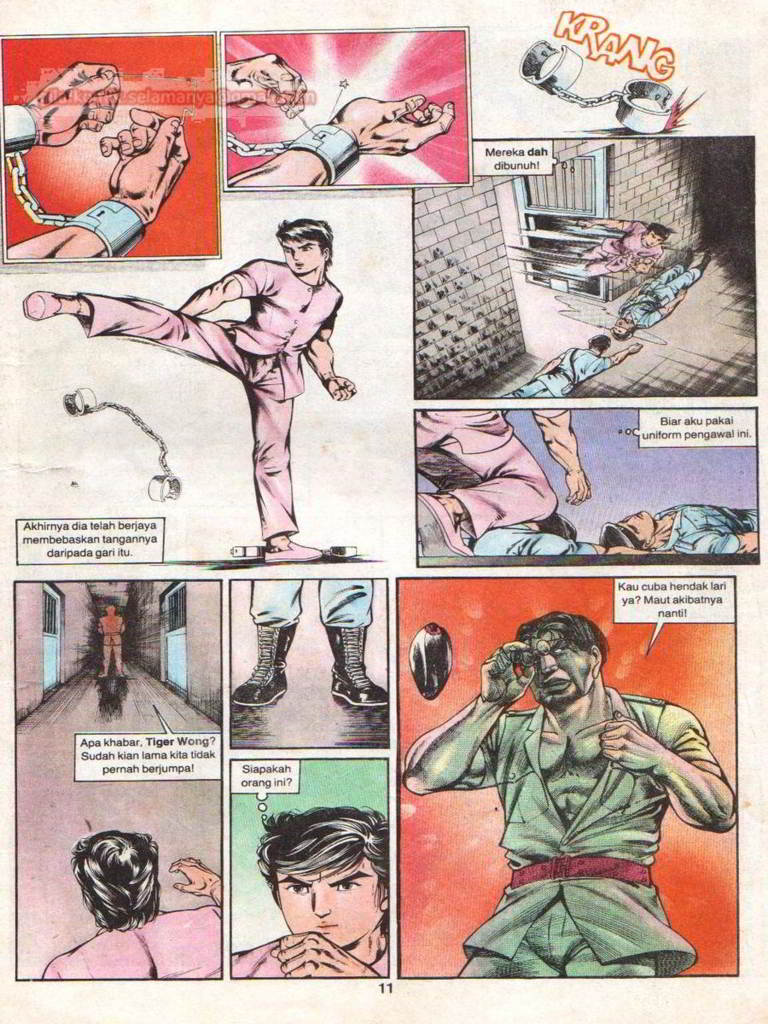 KRANG
Mereka dah
dibunuh!
Akhirnya dia telah berjaya
membebaskan tangannya
daripada gari itu.
Biar aku pakai
uniform pengawal ini.
Apa khabar, Tiger Wong?
Sudah kian lama kita tidak
pernah berjumpa!
Siapakah
orang ini?
Kau cuba hendak lari
ya? Maut akibatnya
nanti!
11